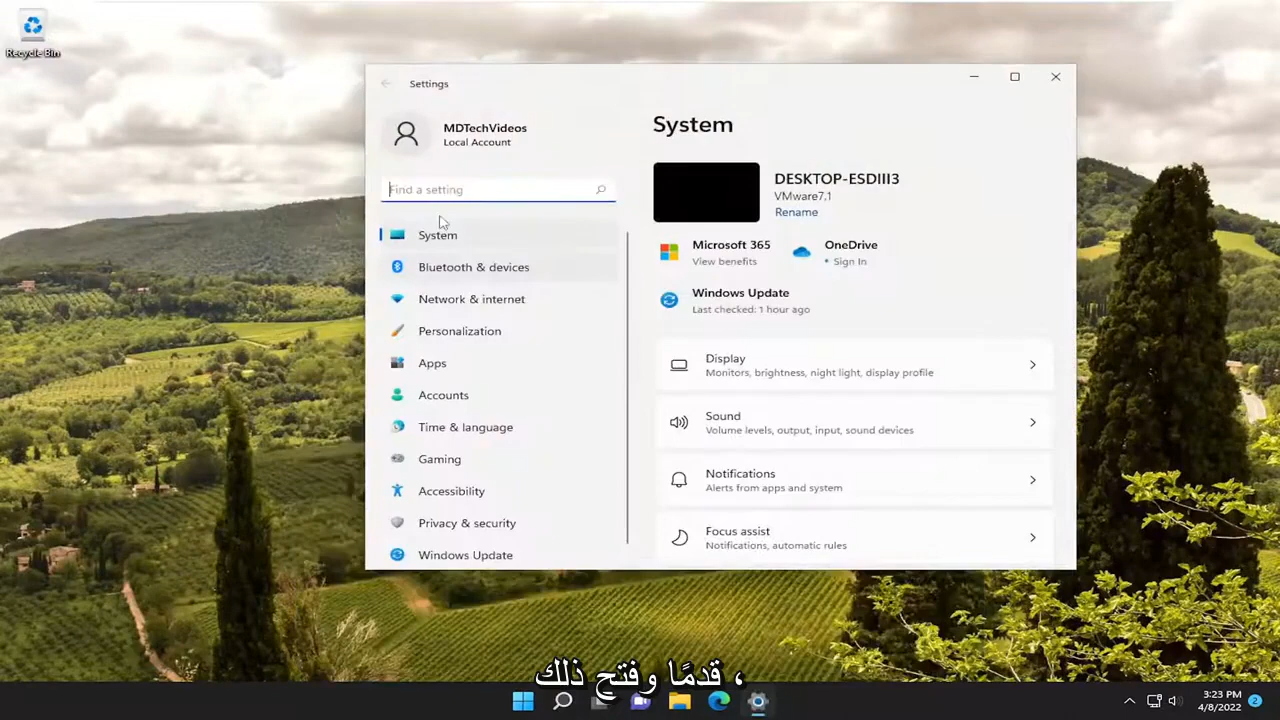 Recycle Bin
Settings
MDTechVideos
Local Account
Find a setting
System
Bluetooth & devices
Network & internet
Personalization
Apps
Accounts
Time & language
Gaming
Accessibility
Privacy & security
Windows Update
System
DESKTOP-ESDIII3
VMware7,1
Rename
Microsoft 365
View benefits
OneDrive
• Sign In
Windows Update
Last checked: 1 hour ago
Display
Monitors, brightness, night light, display profile
Sound
Volume levels, output, input, sound devices
Notifications
Alerts from apps and system
Focus assist
Notifications, automatic rules
، قدمًا وفتح ذلك
3:23 PM
4/8/2022
2